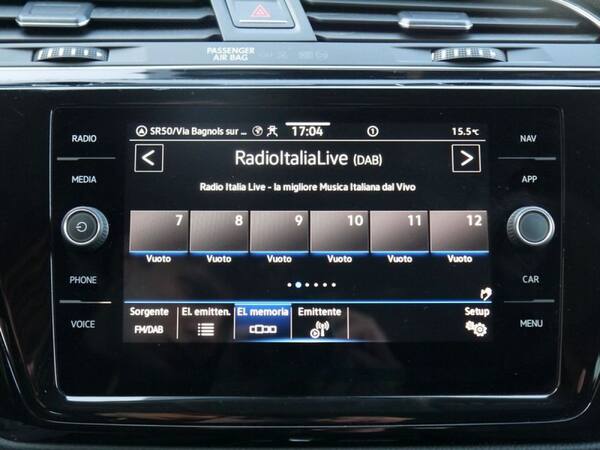 PASSENGER
AIR BAG
RADIO
MEDIA
PHONE
VOICE
NAV
APP
CAR
MENU
SR50/Via Bagnols sur ... 17:04 1 15.5°C
< RadioItaliaLive (DAB) >
Radio Italia Live - la migliore Musica Italiana dal Vivo
7 8 9 10 11 12
Vuoto Vuoto Vuoto Vuoto Vuoto Vuoto
Sorgente El. emitten. El. memoria Emittente Setup
FM/DAB